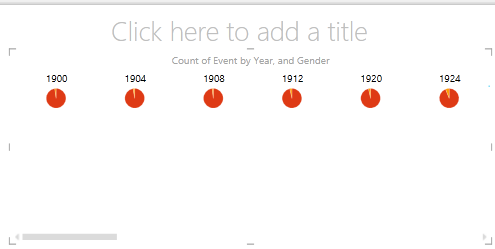 Click here to add a title
Count of Event by Year, and Gender
1900 1904 1908 1912 1920 1924